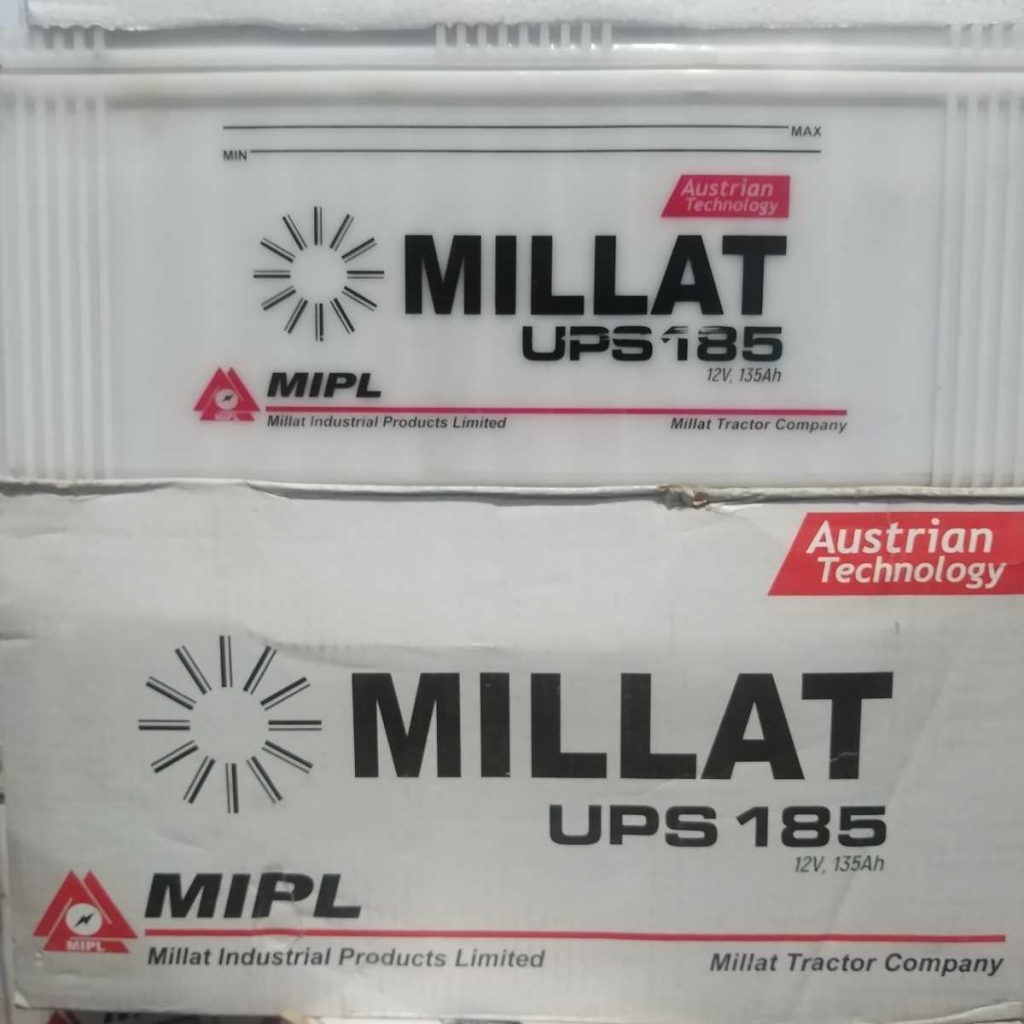 MAX
MIN
Austrian
Technology
MILLAT
UPS 185
12V, 135Ah
MIPL
MIPL
Millat Industrial Products Limited
Millat Tractor Company
Austrian
Technology
MILLAT
UPS 185
12V, 135Ah
MIPL
MIPL
Millat Industrial Products Limited
Millat Tractor Company